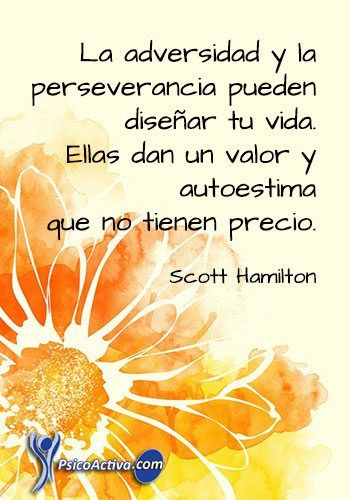 La adversidad y la
perseverancia pueden
diseñar tu vida.
Ellas dan un valor y
autoestima
que no tienen precio.
Scott Hamilton
PsicoActiva.com